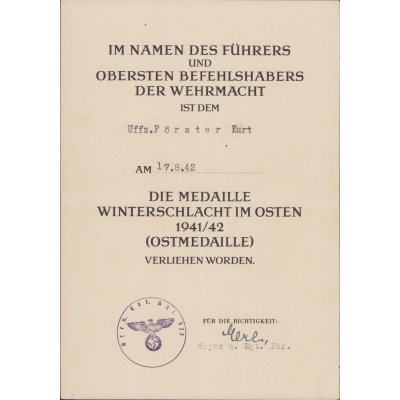 IM NAMEN DES FÜHRERS
UND
OBERSTEN BEFEHLSHABERS
DER WEHRMACHT
IST DEM
Uffz.Förster Kurt
AM 17.8.42
DIE MEDAILLE
WINTERSCHLACHT IM OSTEN
1941/42
(OSTMEDAILLE)
VERLIEHEN WORDEN.
FÜR DIE RICHTIGKEIT:
Major u. Rgt. Fhr.